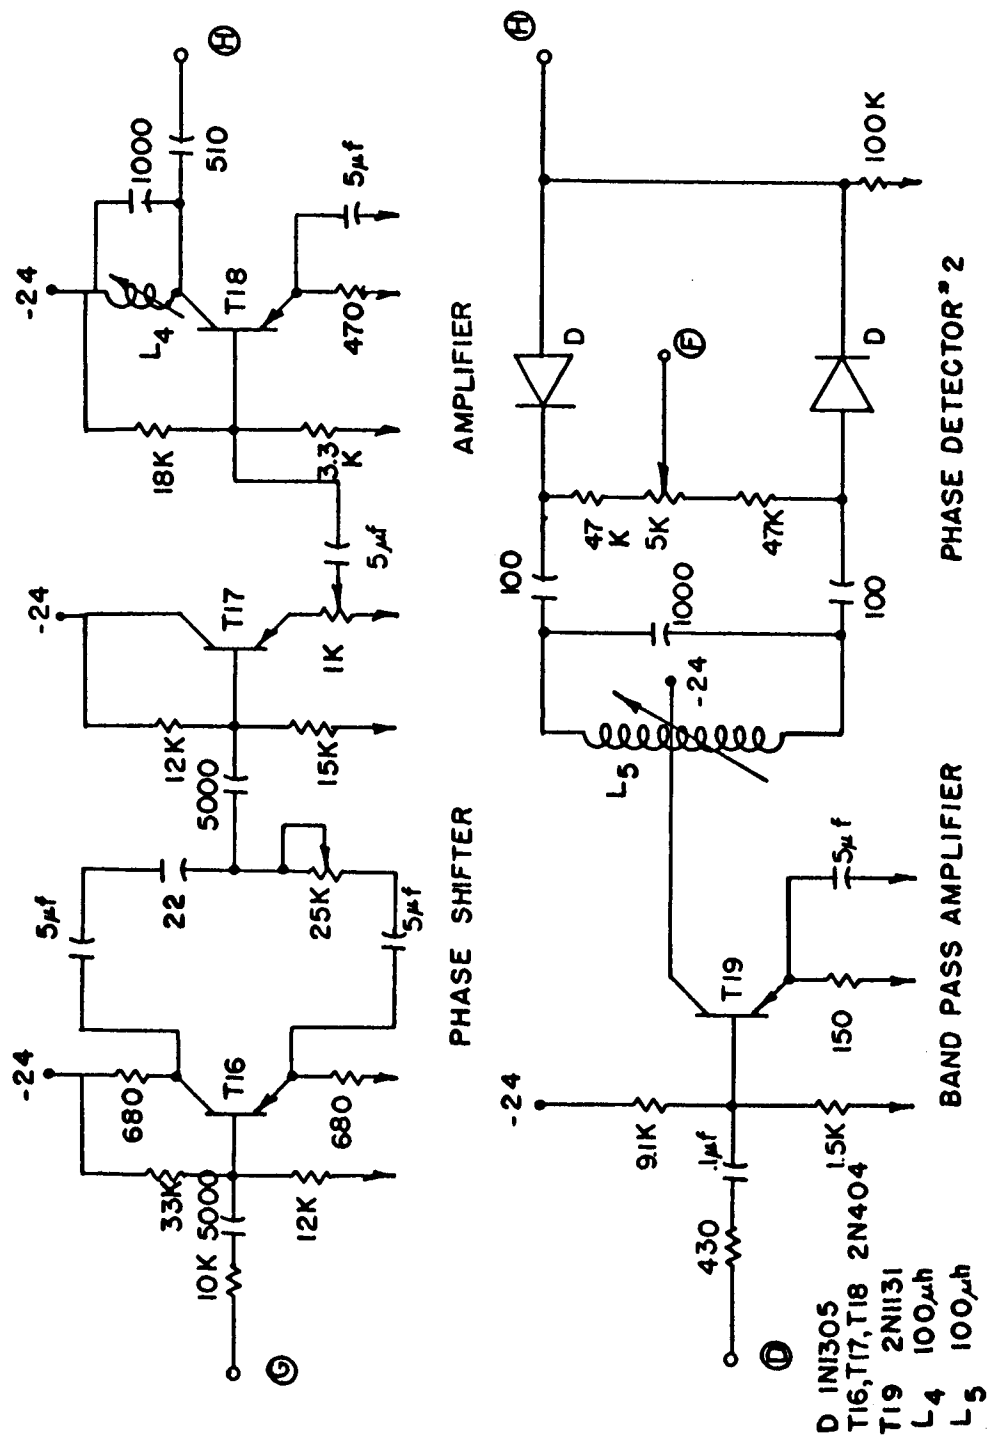 -24
-24
-24
33K
680
5µf
22
12K
18K
L4
1000
10K
5000
T16
5000
T17
T18
510
H
G
12K
680
25K
5µf
15K
1K
5µf
3.3
K
470
5µf
PHASE SHIFTER
AMPLIFIER
-24
9.1K
430
.1µf
T19
1.5K
150
5µf
L5
-24
100
1000
100
47
K
5K
47K
F
D
D
H
100K
D
BAND PASS AMPLIFIER
PHASE DETECTOR #2
D 1N1305
T16,T17,T18 2N404
T19 2N1131
L4 100µh
L5 100µh